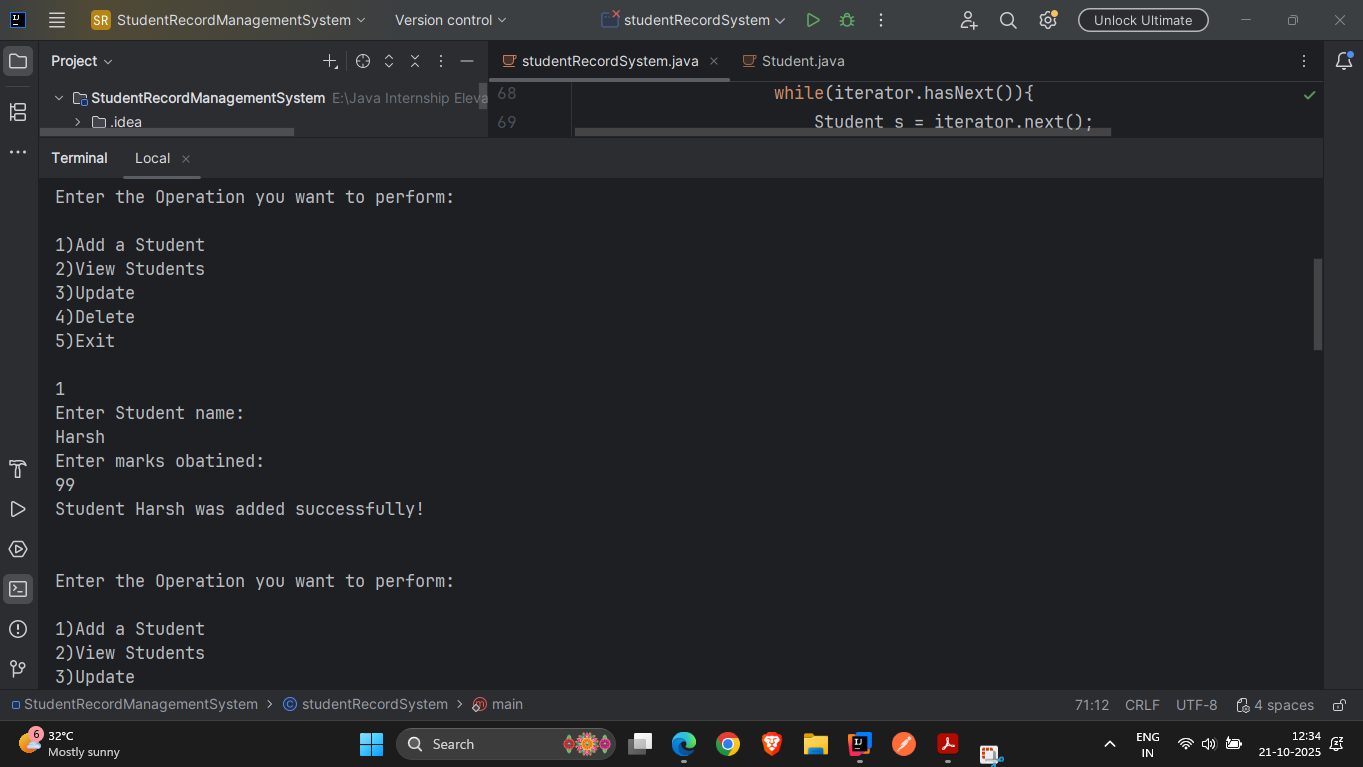 SR StudentRecordManagementSystem Version control studentRecordSystem Unlock Ultimate
Project studentRecordSystem.java Student.java
StudentRecordManagementSystem E:\Java Internship Eleva 68 while(iterator.hasNext()){
.idea 69 Student s = iterator.next();
Terminal Local
Enter the Operation you want to perform:
1)Add a Student
2)View Students
3)Update
4)Delete
5)Exit
1
Enter Student name:
Harsh
Enter marks obatined:
99
Student Harsh was added successfully!
Enter the Operation you want to perform:
1)Add a Student
2)View Students
3)Update
StudentRecordManagementSystem studentRecordSystem main 71:12 CRLF UTF-8 4 spaces
6 32°C
Mostly sunny
Search
ENG
IN
12:34
21-10-2025